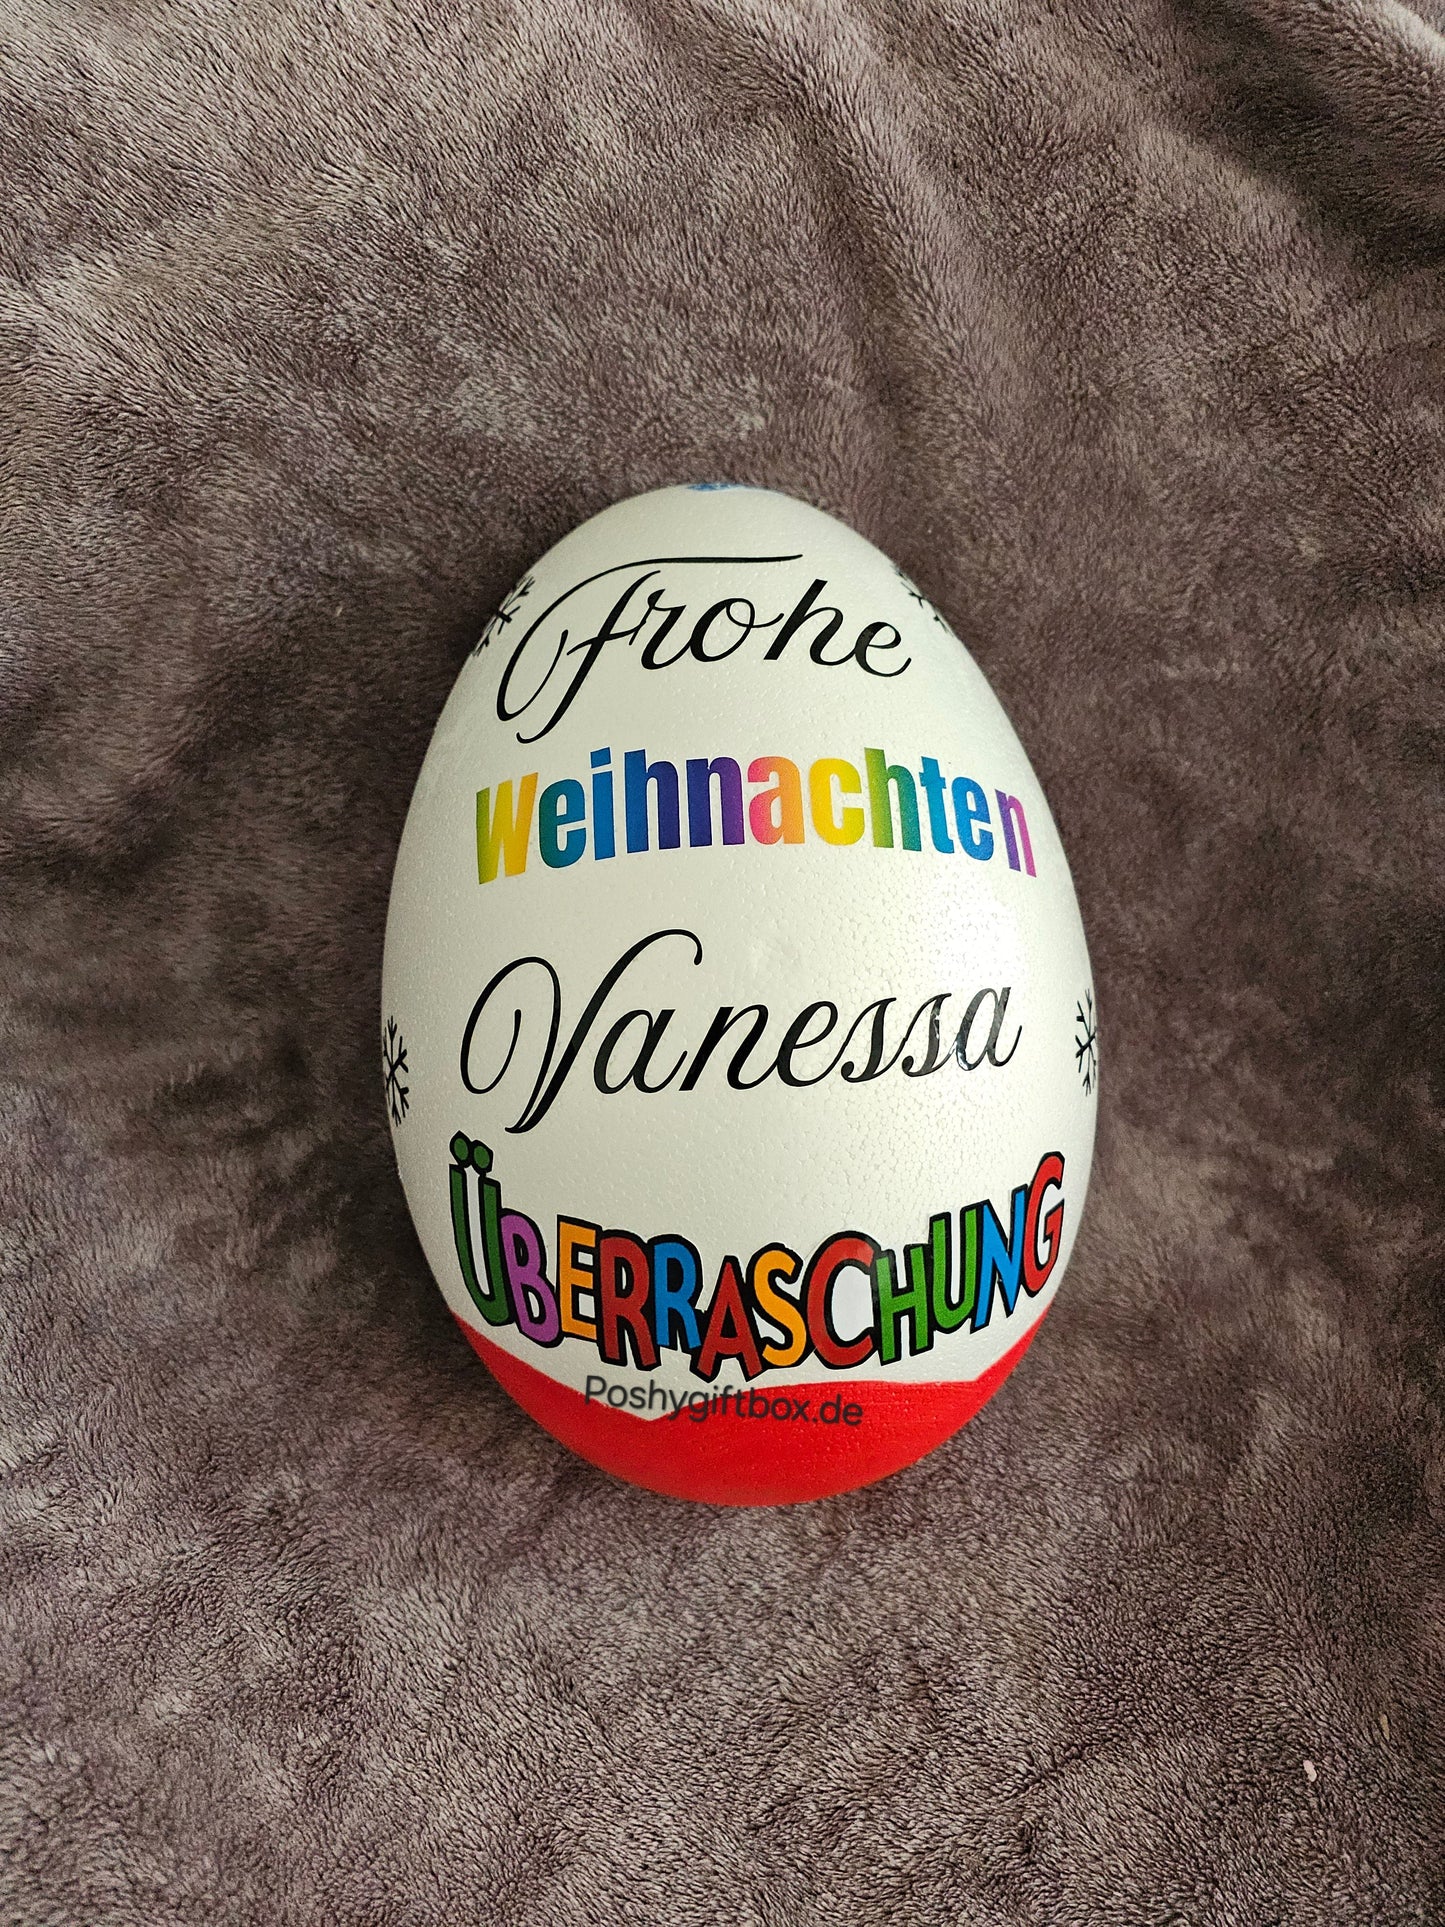 Frohe
weihnachten
Vanessa
ÜBERRASCHUNG
Poshygiftbox.de